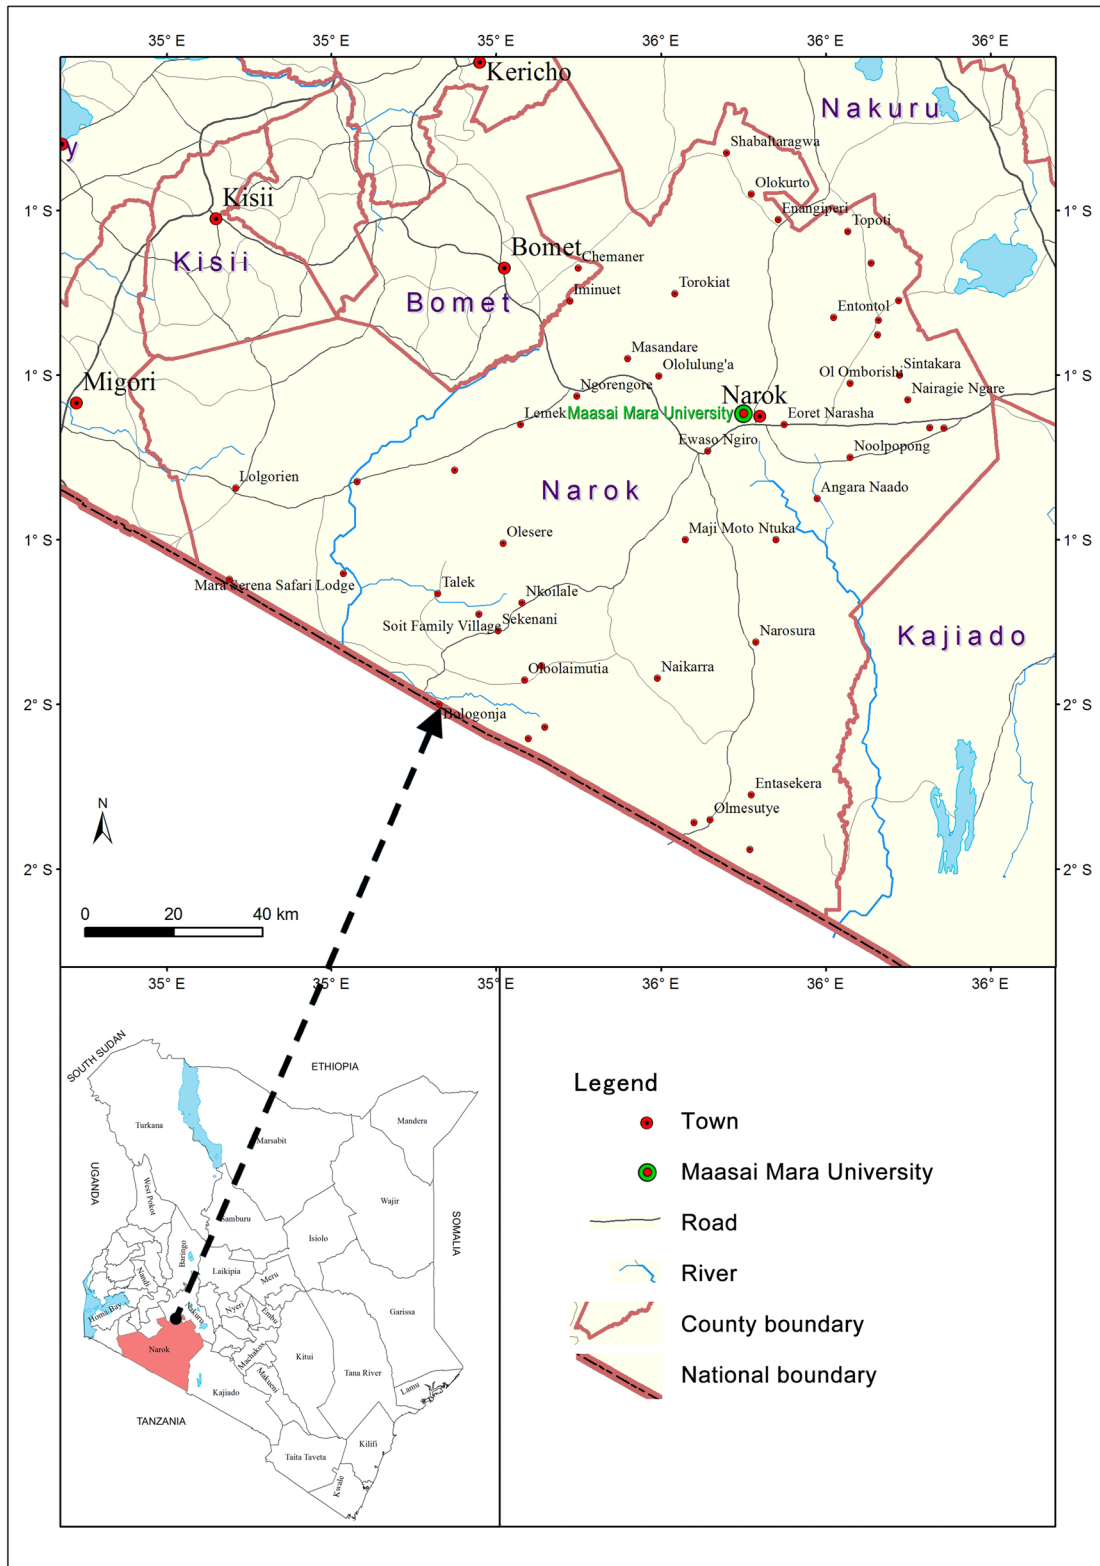 35° E 35° E 35° E 36° E 36° E 36° E
Kericho
Nakuru
y
Shabaltaragwa
Olokurto
Kisii
1° S 1° S
Enangiperi
Topoti
Bomet
Kisii
Chemaner
Torokiat
Bomet
Iminuet
Entontol
Masandare
Ololulung'a
Sintakara
1° S 1° S
Ol Omborishi
Migori
Ngorengore
Narok
Nairagie Ngare
Lemek
Maasai Mara University
Eoret Narasha
Ewaso Ngiro
Noolpopong
Lolgorien
Narok
Angara Naado
Olesere
Maji Moto Ntuka
1° S 1° S
Mara Serena Safari Lodge
Talek
Nkoilale
Soit Family Village
Sekenani
Narosura
Kajiado
Oloolaimutia
Naikarra
2° S 2° S
Bologonja
Entasekera
N
Olmesutye
2° S 2° S
0 20 40 km
35° E 35° E 35° E 36° E 36° E 36° E
SOUTH SUDAN
ETHIOPIA
Turkana
Marsabit
Mandera
UGANDA
West Pokot
Wajir
Samburu
SOMALIA
Isiolo
Baringo
Laikipia
Meru
Nandi
Homa Bay
Nakuru
Nyeri
Embu
Garissa
Narok
Machakos
Kitui
Makueni
Tana River
Kajiado
Lamu
TANZANIA
Kilifi
Taita Taveta
Kwale
Legend
Town
Maasai Mara University
Road
River
County boundary
National boundary